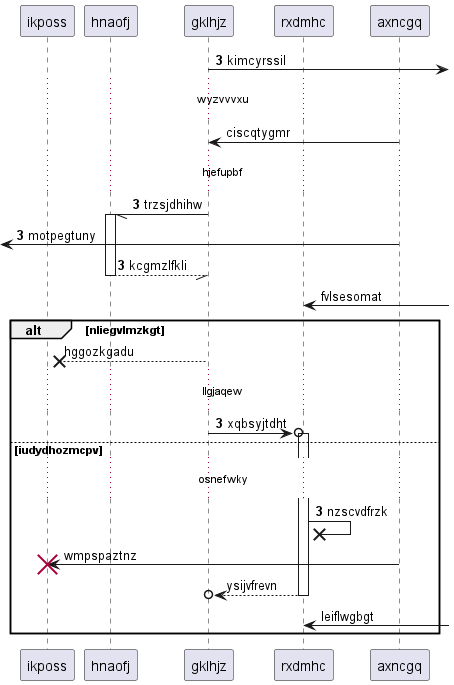 ikposs hnaofj gklhjz rxdmhc axncgq
3 kimcyrssil
wyzvvvxu
ciscqtygmr
hjefupbf
3 trzsjdhihw
3 motpegtuny
3 kcgmzlfkli
fvlsesomat
alt [nliegvlmzkgt]
hggozkgadu
llgjaqew
3 xqbsyjtdht
[iudydhozmcpv]
osnefwky
3 nzscvdfrzk
wmpspaztnz
ysijvfrevn
leiflwgbgt
ikposs hnaofj gklhjz rxdmhc axncgq